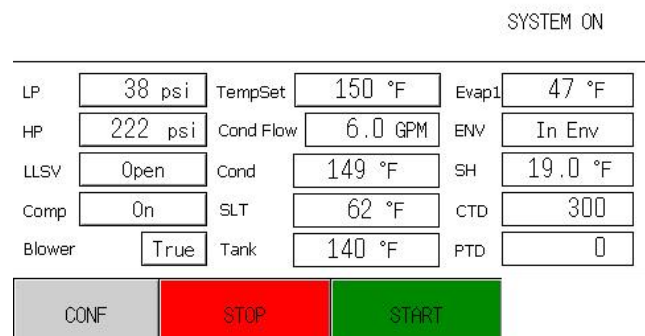 SYSTEM ON
LP 38 psi TempSet 150 °F Evap1 47 °F
HP 222 psi Cond Flow 6.0 GPM ENV In Env
LLSV Open Cond 149 °F SH 19.0 °F
Comp On SLT 62 °F CTD 300
Blower True Tank 140 °F PTD 0
CONF STOP START